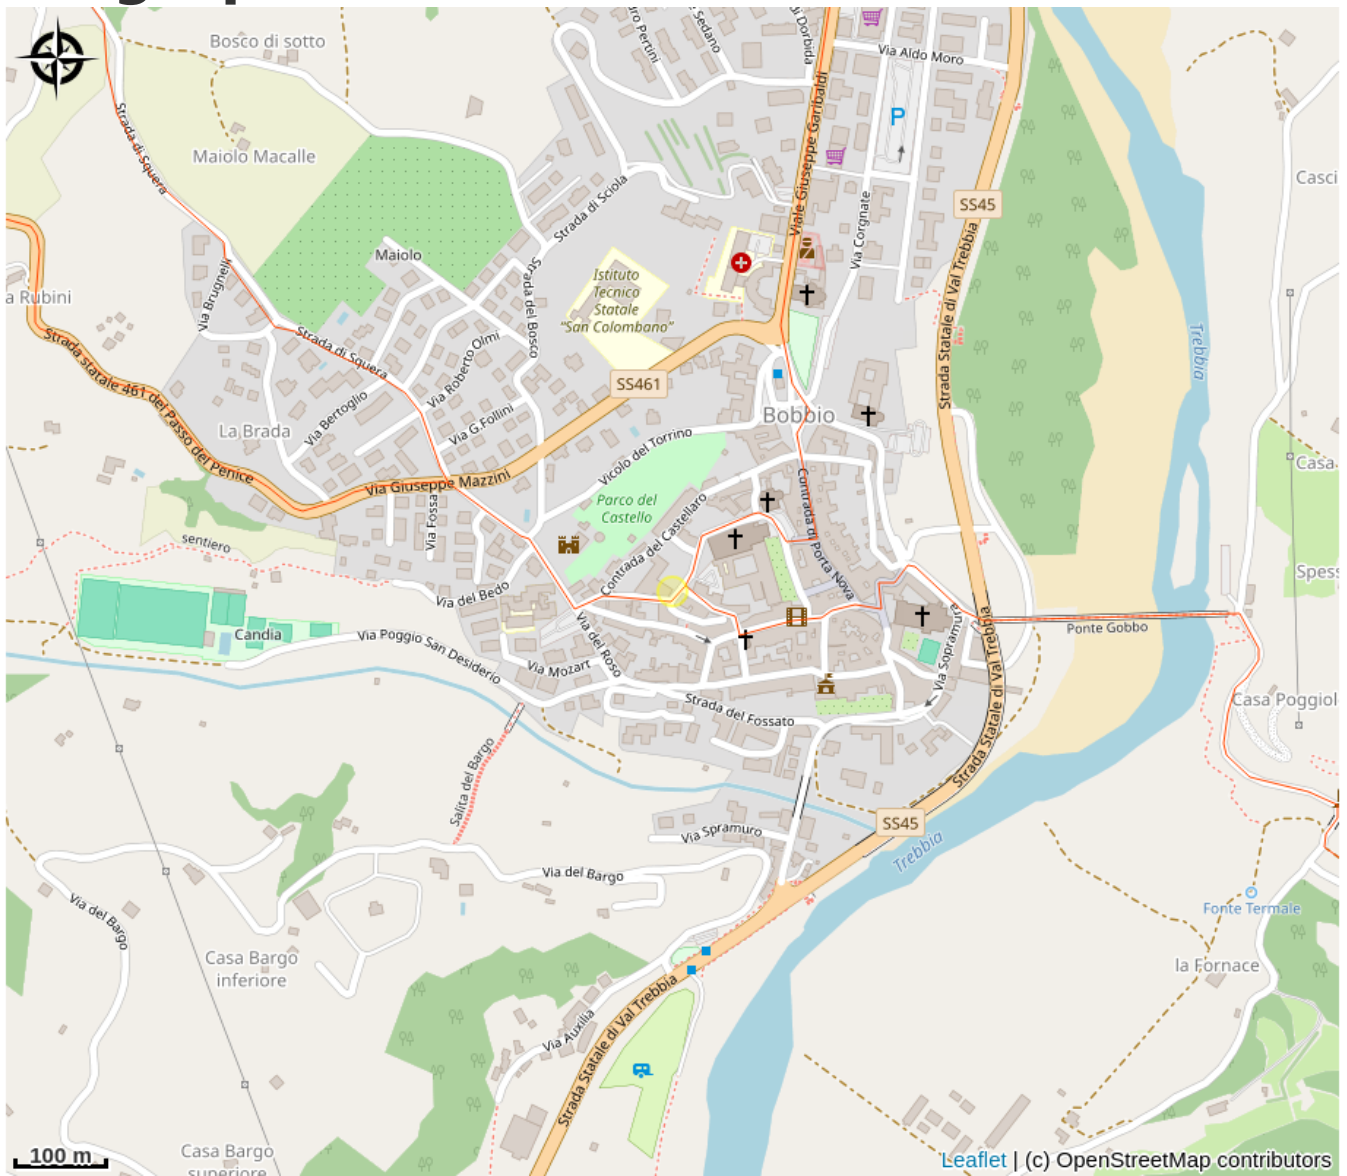 Bosco di sotto
gro Pertini
e Sedano
di Dorbida
Via Aldo Moro
Strada di Squera
Maiolo Macalle
P
Viale Giuseppe Garibaldi
Casci
Strada di Sciola
SS45
Via Corgnate
Maiolo
Via Brugnelli
Strada del Bosco
Istituto
Tecnico
Statale
"San Colombano"
Strada Statale di Val Trebbia
a Rubini
Strada di Squera
Via Roberto Olmi
Trebbia
Strada statale 461 del Passo del Penice
SS461
Via Bertoglio
Via G.Follini
Bobbio
La Brada
Vicolo del Torrino
Casa
Via Giuseppe Mazzini
Contrada di Porta Nova
Parco del
Castello
Contrada del Castellaro
Via Fossa
sentiero
Spess
Via del Bedo
Candia
Via Poggio San Desiderio
Via del Roso
Via Sopramura
Ponte Gobbo
Via Mozart
Strada Statale di Val Trebbia
Casa Poggiol
Strada del Fossato
Salita del Bargo
SS45
Via Spramuro
Trebbia
Via del Bargo
Via del Bargo
Fonte Termale
Casa Bargo
inferiore
la Fornace
Via Auxilia
Strada Statale di Val Trebbia
Casa Bargo
superiore
100 m
Leaflet | (c) OpenStreetMap contributors